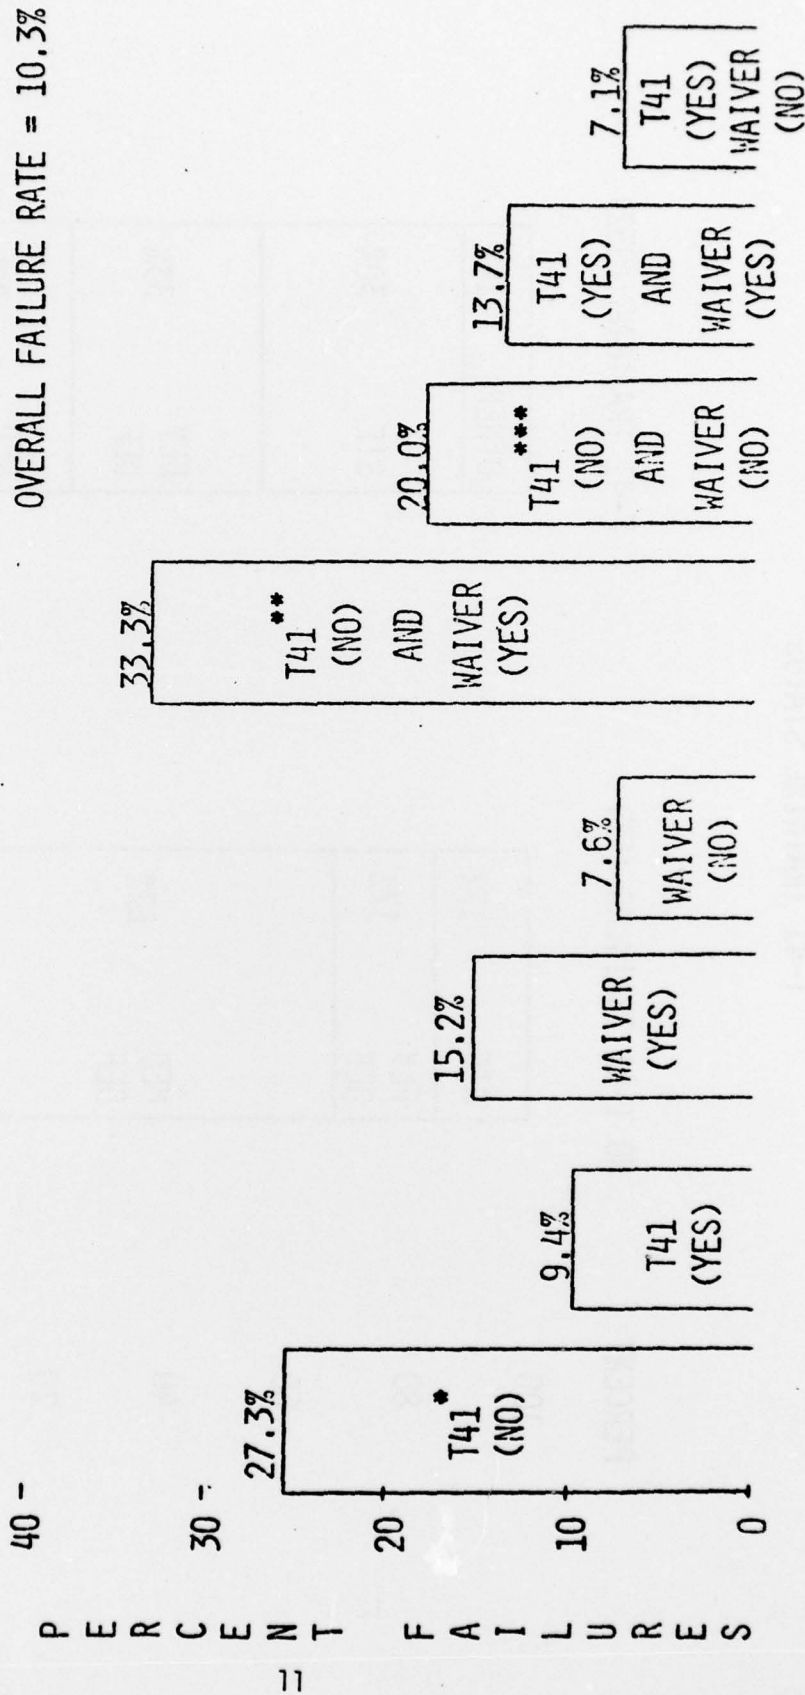 OVERALL FAILURE RATE = 10.3%
PERCENT FAILURES
40
30
20
10
0
27.3%
T41*
(NO)
9.4%
T41
(YES)
15.2%
WAIVER
(YES)
7.6%
WAIVER
(NO)
33.3%
T41**
(NO)
AND
WAIVER
(YES)
20.0%
T41***
(NO)
AND
WAIVER
(NO)
13.7%
T41
(YES)
AND
WAIVER
(YES)
7.1%
T41
(YES)
WAIVER
(NO)
11